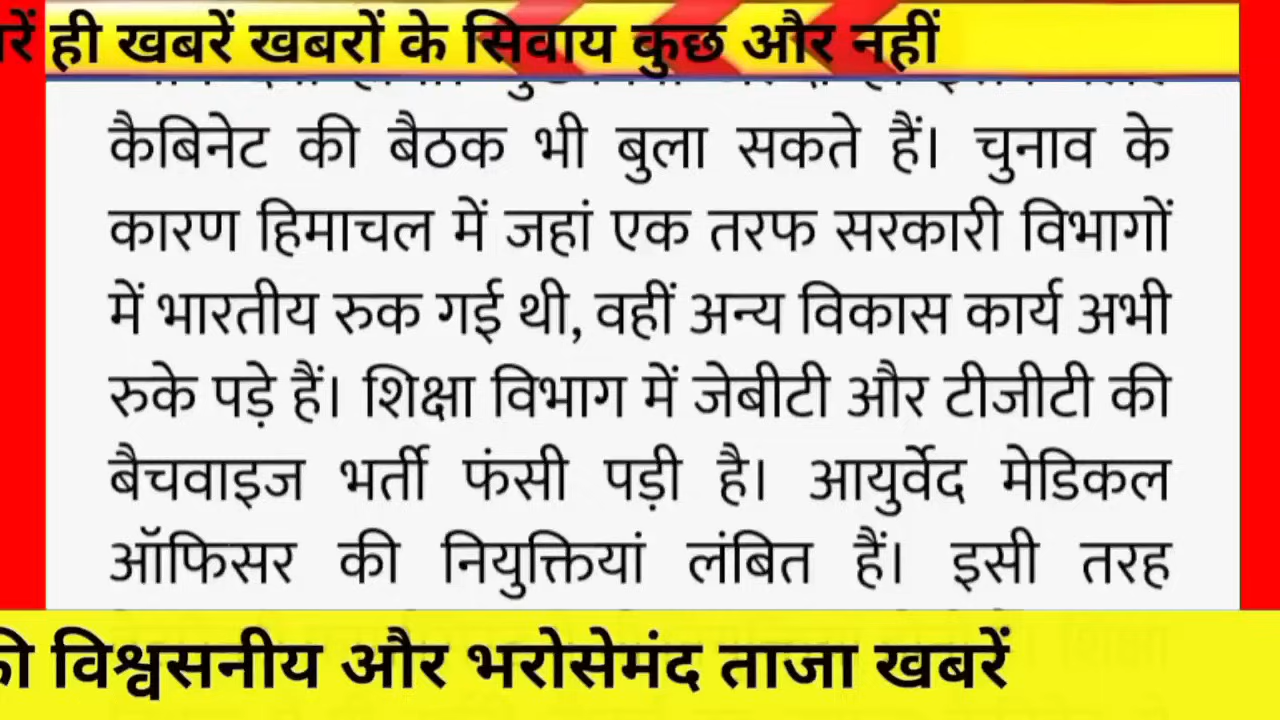 ही खबरें खबरों के सिवाय कुछ और नहीं
कैबिनेट की बैठक भी बुला सकते हैं। चुनाव के
कारण हिमाचल में जहां एक तरफ सरकारी विभागों
में भारतीय रुक गई थी, वहीं अन्य विकास कार्य अभी
रुके पड़े हैं। शिक्षा विभाग में जेबीटी और टीजीटी की
बैचवाइज भर्ती फंसी पड़ी है। आयुर्वेद मेडिकल
ऑफिसर की नियुक्तियां लंबित हैं। इसी तरह
विश्वसनीय और भरोसेमंद ताजा खबरें